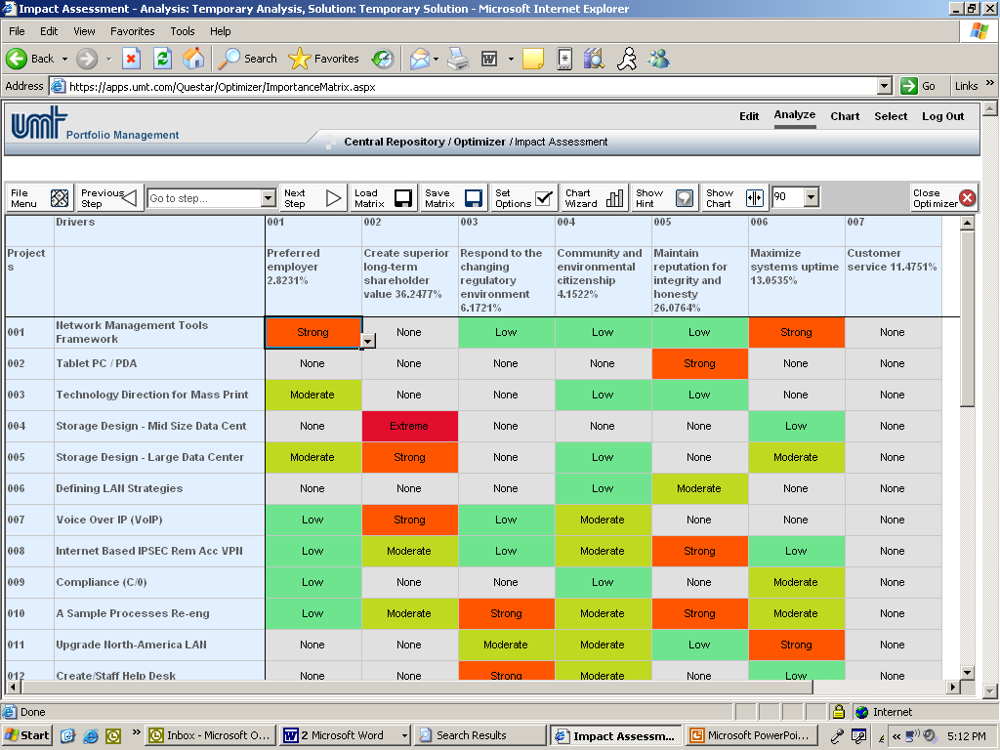 Impact Assessment - Analysis: Temporary Analysis, Solution: Temporary Solution - Microsoft Internet Explorer
File Edit View Favorites Tools Help
Back Search Favorites
Address https://apps.umt.com/Questar/Optimizer/ImportanceMatrix.aspx Go Links »
umt Portfolio Management
Edit Analyze Chart Select Log Out
Central Repository / Optimizer / Impact Assessment
File Menu Previous Step Go to step... Next Step Load Matrix Save Matrix Set Options Chart Wizard Show Hint Show Chart 90 Close Optimizer
Drivers 001 002 003 004 005 006 007
Projects Preferred employer 2.8231% Create superior long-term shareholder value 36.2477% Respond to the changing regulatory environment 6.1721% Community and environmental citizenship 4.1522% Maintain reputation for integrity and honesty 26.0764% Maximize systems uptime 13.0535% Customer service 11.4751%
001 Network Management Tools Framework Strong None Low Low Low Strong None
002 Tablet PC / PDA None None None None Strong None None
003 Technology Direction for Mass Print Moderate None None Low Low None None
004 Storage Design - Mid Size Data Cent None Extreme None None None Low None
005 Storage Design - Large Data Center Moderate Strong None Low None Moderate None
006 Defining LAN Strategies None None None Low Moderate None None
007 Voice Over IP (VoIP) Low Strong Low Moderate None None None
008 Internet Based IPSEC Rem Acc VPN Low Moderate Low Moderate Strong Low None
009 Compliance (C/0) Low None None Low None Moderate None
010 A Sample Processes Re-eng Low Moderate Strong Moderate Strong Moderate None
011 Upgrade North-America LAN None None Moderate Moderate Low Strong None
012 Create/Staff Help Desk None None Strong Moderate None Low None
Done Internet
Start » Inbox - Microsoft O... 2 Microsoft Word Search Results Impact Assessm... Microsoft PowerPoi... « 5:12 PM